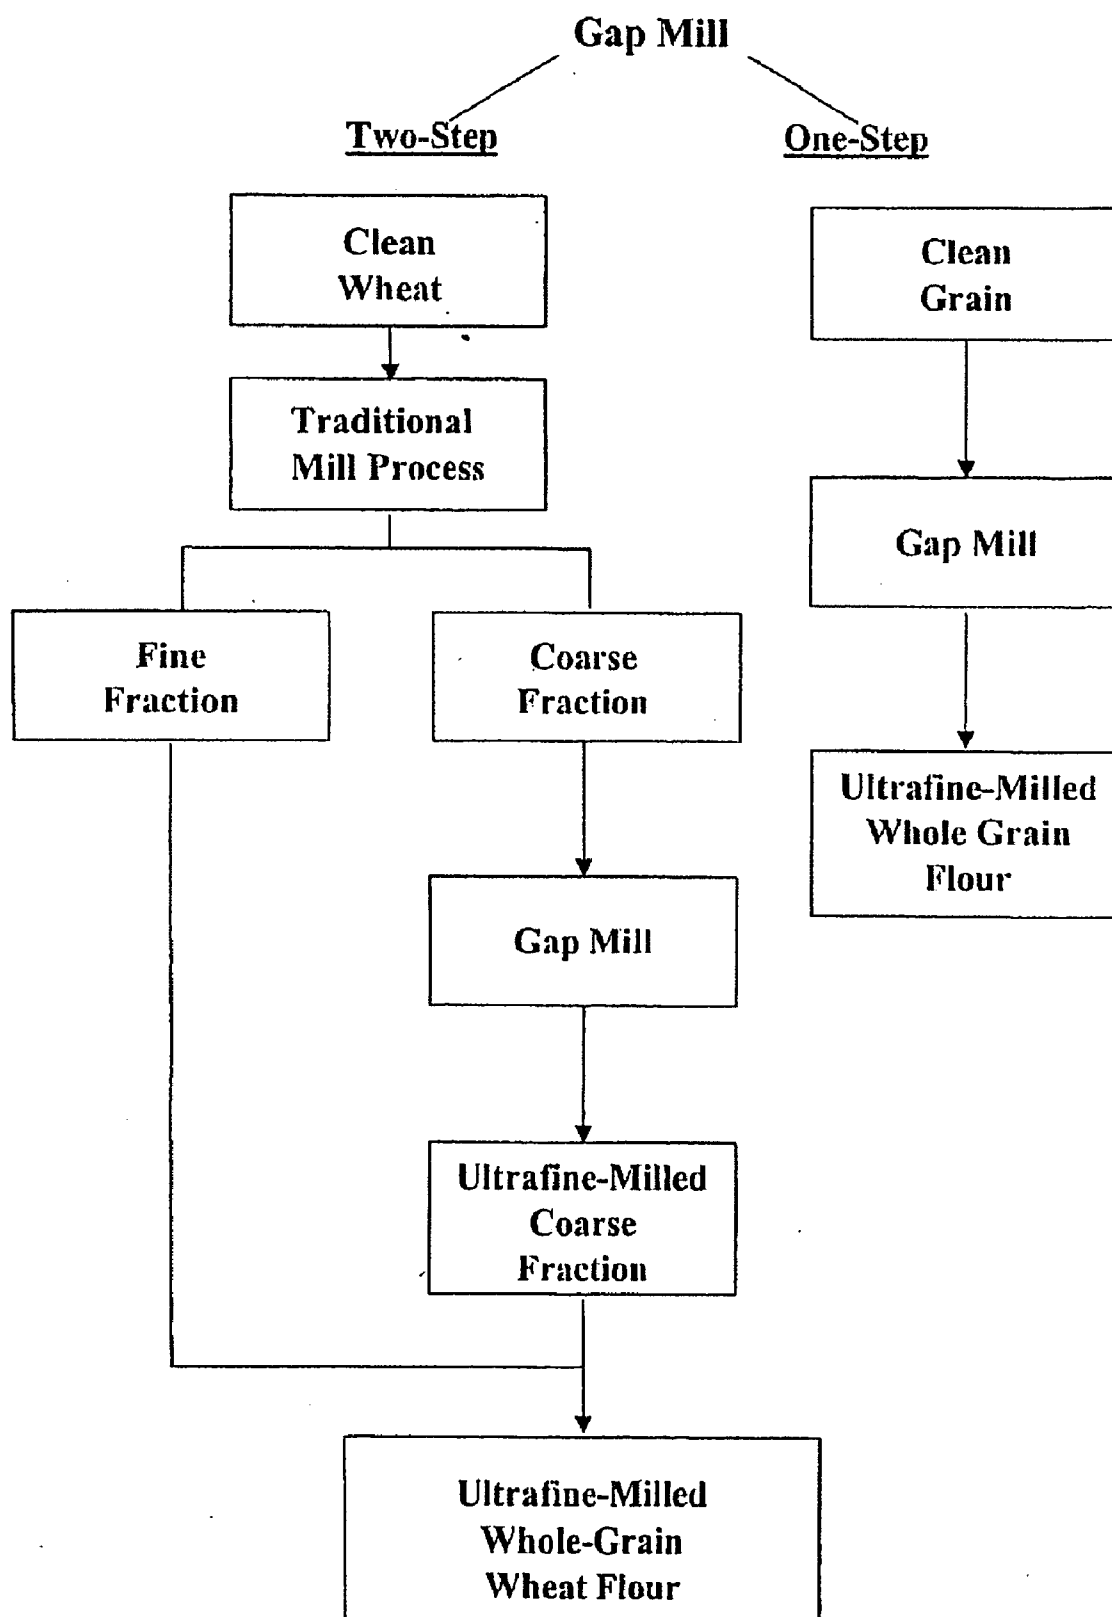 Gap Mill
Two-Step
One-Step
Clean
Wheat
Clean
Grain
Traditional
Mill Process
Gap Mill
Fine
Fraction
Coarse
Fraction
Ultrafine-Milled
Whole Grain
Flour
Gap Mill
Ultrafine-Milled
Coarse
Fraction
Ultrafine-Milled
Whole-Grain
Wheat Flour